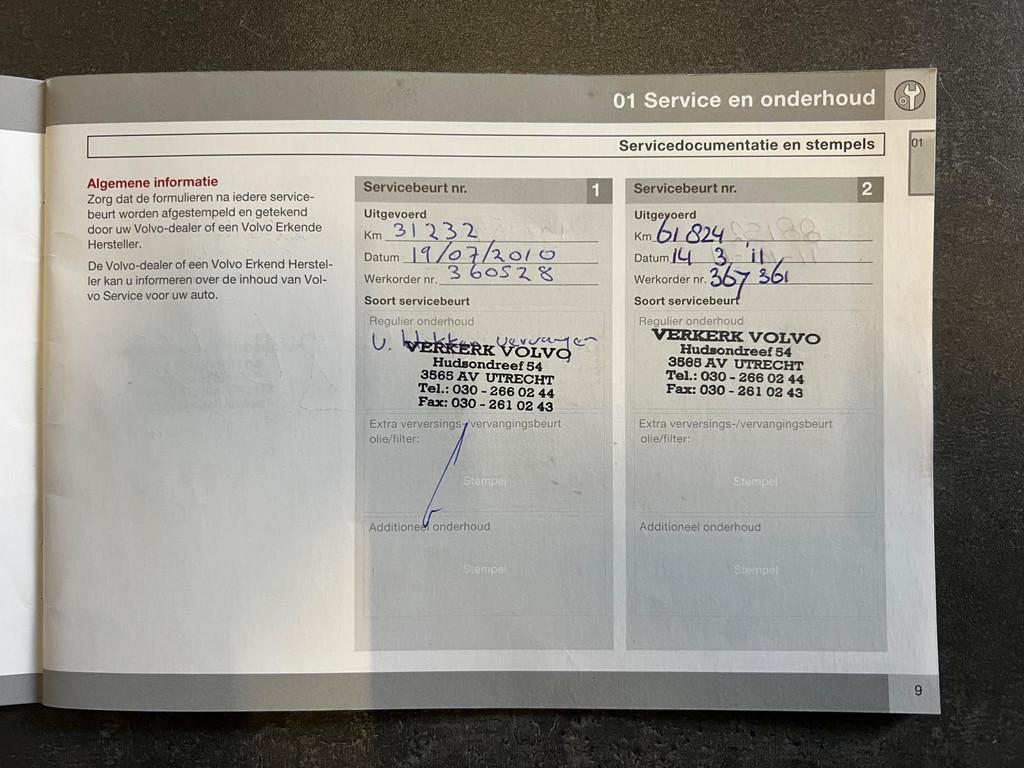 01 Service en onderhoud
Servicedocumentatie en stempels
01
Algemene informatie
Zorg dat de formulieren na iedere service-
beurt worden afgestempeld en getekend
door uw Volvo-dealer of een Volvo Erkende
Hersteller.
De Volvo-dealer of een Volvo Erkend Herstel-
ler kan u informeren over de inhoud van Vol-
vo Service voor uw auto.
Servicebeurt nr. 1
Uitgevoerd
Km 31232
Datum 19/07/2010
Werkorder nr. 360528
Soort servicebeurt
Regulier onderhoud
v. blokken vervangen
VERKERK VOLVO
Hudsondreef 54
3565 AV UTRECHT
Tel.: 030 - 266 02 44
Fax: 030 - 261 02 43
Extra verversings-/vervangingsbeurt
olie/filter:
Stempel
Additioneel onderhoud
Stempel
Servicebeurt nr. 2
Uitgevoerd
Km 61824
Datum 14 3 11
Werkorder nr. 367361
Soort servicebeurt
Regulier onderhoud
VERKERK VOLVO
Hudsondreef 54
3565 AV UTRECHT
Tel.: 030 - 266 02 44
Fax: 030 - 261 02 43
Extra verversings-/vervangingsbeurt
olie/filter:
Stempel
Additioneel onderhoud
Stempel
9